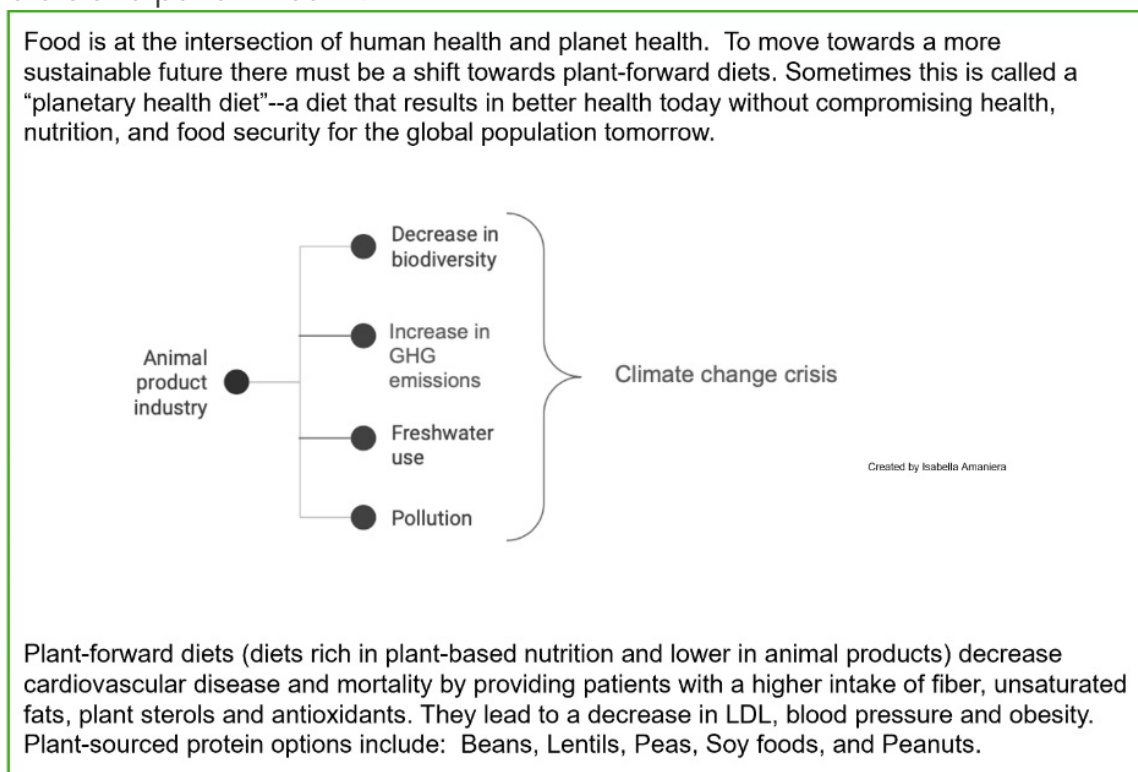 Food is at the intersection of human health and planet health. To move towards a more
sustainable future there must be a shift towards plant-forward diets. Sometimes this is called a
“planetary health diet”--a diet that results in better health today without compromising health,
nutrition, and food security for the global population tomorrow.
Decrease in
biodiversity
Increase in
GHG
emissions
Animal
product
industry
Climate change crisis
Freshwater
use
Created by Isabella Amaniera
Pollution
Plant-forward diets (diets rich in plant-based nutrition and lower in animal products) decrease
cardiovascular disease and mortality by providing patients with a higher intake of fiber, unsaturated
fats, plant sterols and antioxidants. They lead to a decrease in LDL, blood pressure and obesity.
Plant-sourced protein options include: Beans, Lentils, Peas, Soy foods, and Peanuts.